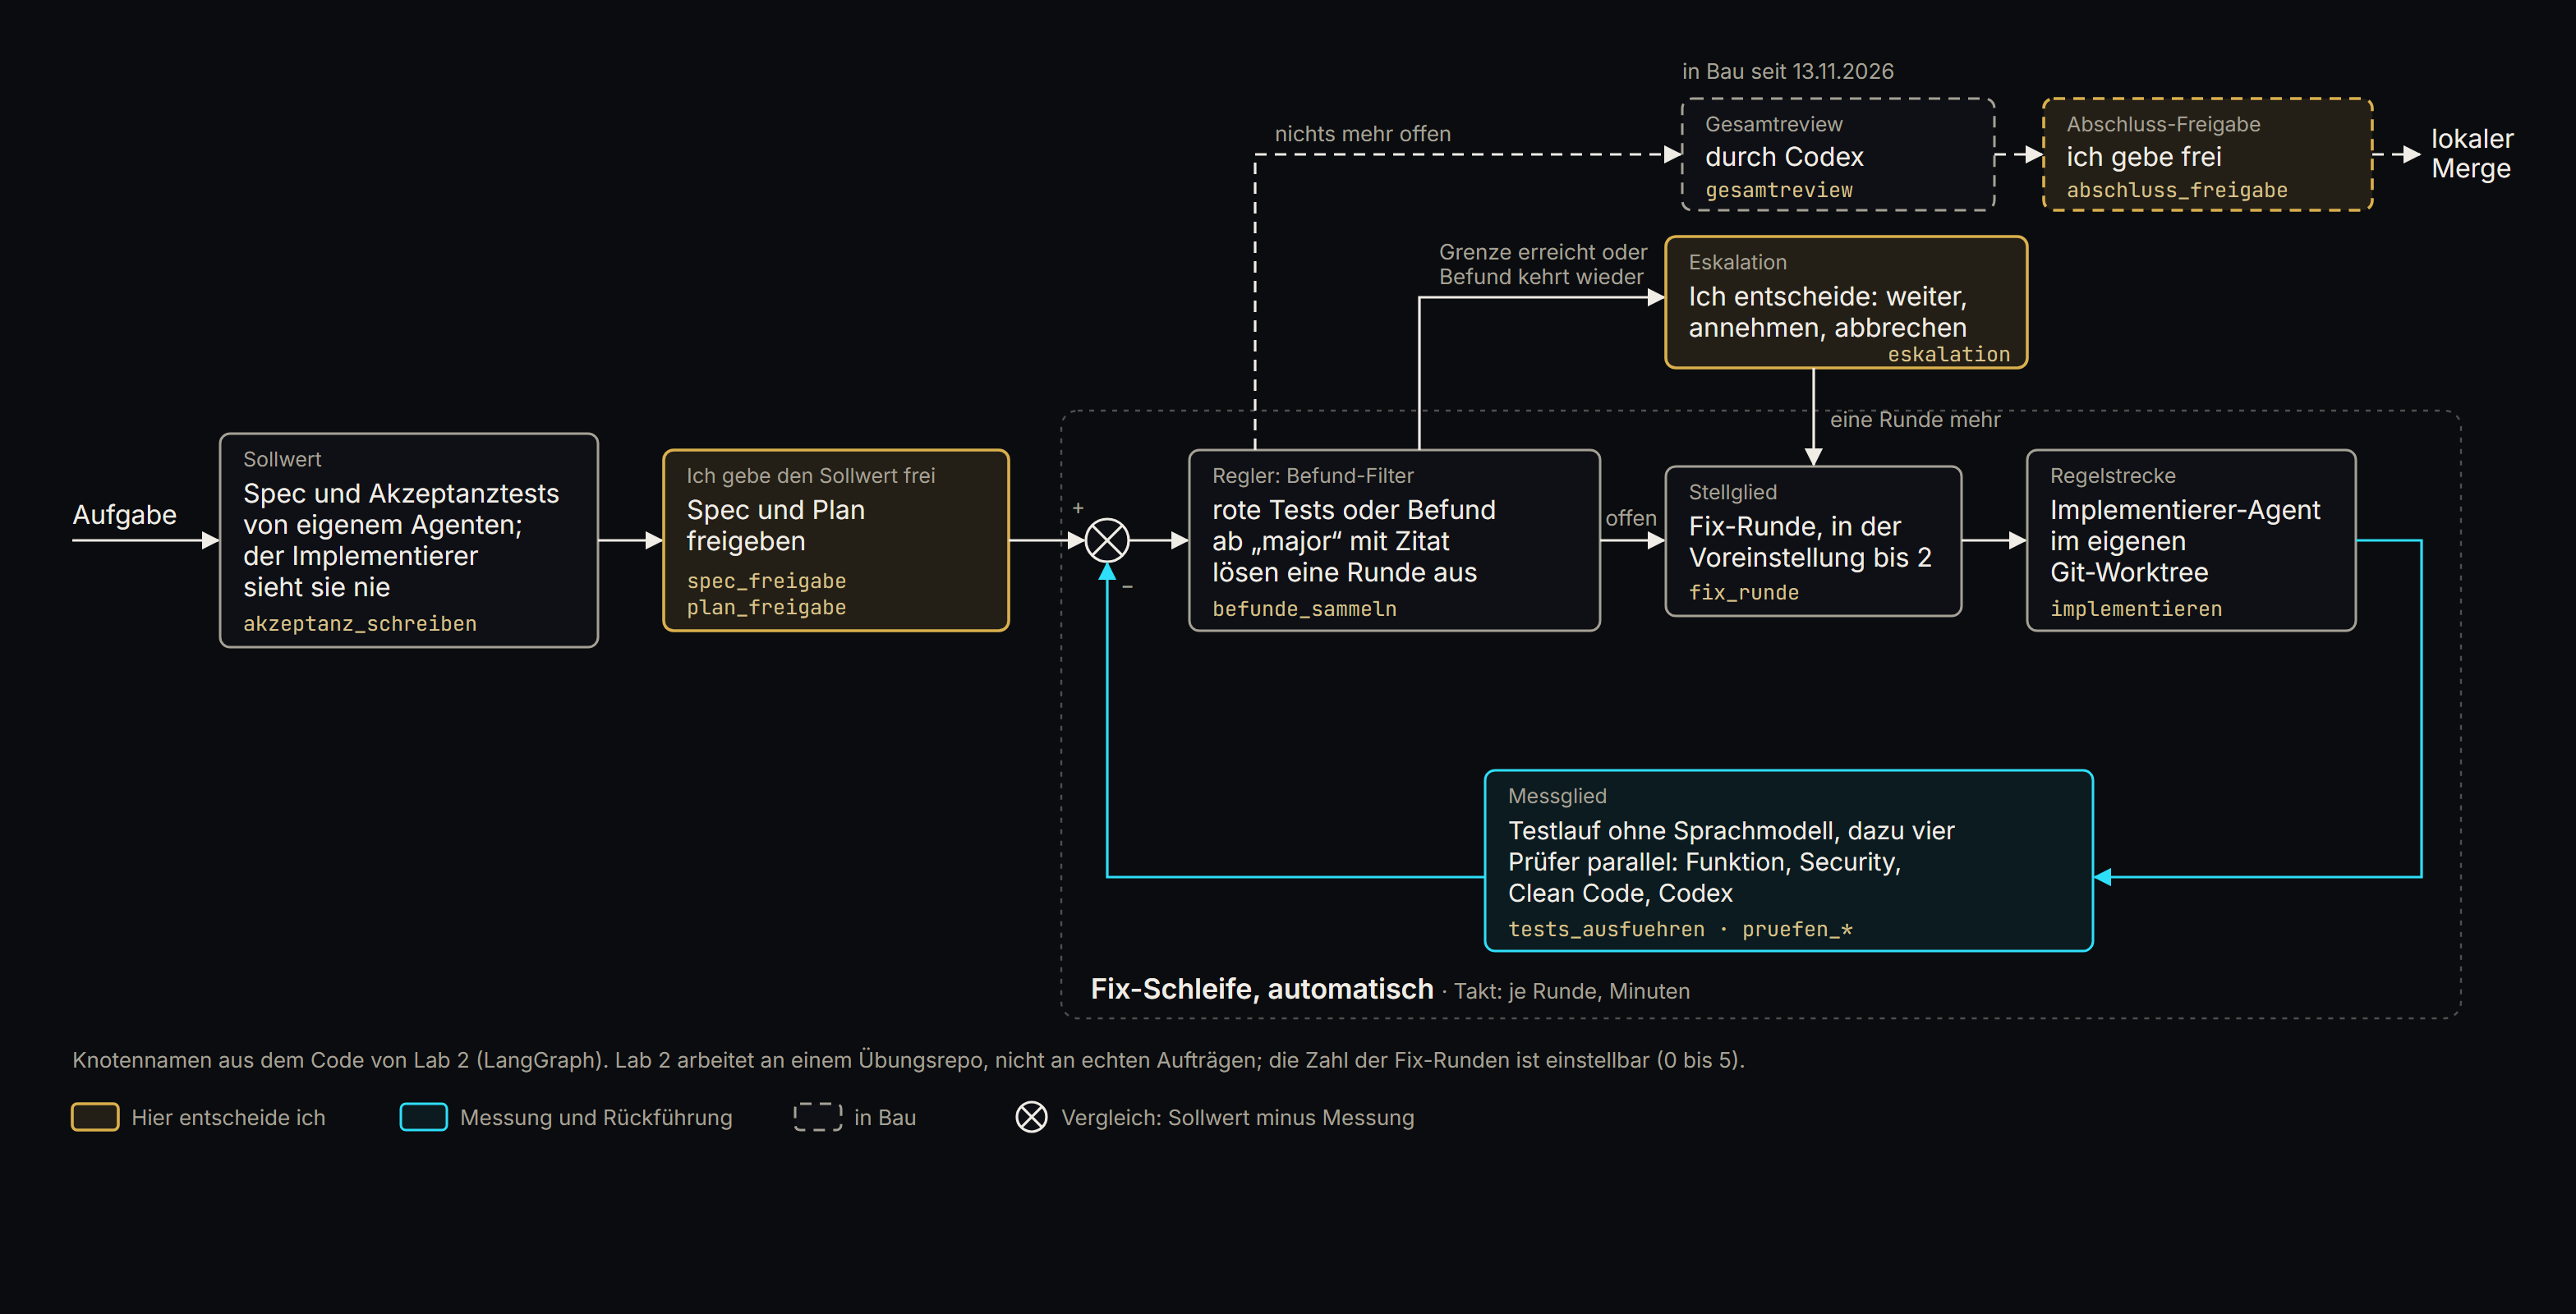 in Bau seit 13.11.2026
nichts mehr offen
Gesamtreview
durch Codex
gesamtreview
Abschluss-Freigabe
ich gebe frei
abschluss_freigabe
lokaler
Merge
Grenze erreicht oder
Befund kehrt wieder
Eskalation
Ich entscheide: weiter,
annehmen, abbrechen
eskalation
eine Runde mehr
Aufgabe
Sollwert
Spec und Akzeptanztests
von eigenem Agenten;
der Implementierer
sieht sie nie
akzeptanz_schreiben
Ich gebe den Sollwert frei
Spec und Plan
freigeben
spec_freigabe
plan_freigabe
+
−
Regler: Befund-Filter
rote Tests oder Befund
ab „major“ mit Zitat
lösen eine Runde aus
befunde_sammeln
offen
Stellglied
Fix-Runde, in der
Voreinstellung bis 2
fix_runde
Regelstrecke
Implementierer-Agent
im eigenen
Git-Worktree
implementieren
Messglied
Testlauf ohne Sprachmodell, dazu vier
Prüfer parallel: Funktion, Security,
Clean Code, Codex
tests_ausfuehren · pruefen_*
Fix-Schleife, automatisch · Takt: je Runde, Minuten
Knotennamen aus dem Code von Lab 2 (LangGraph). Lab 2 arbeitet an einem Übungsrepo, nicht an echten Aufträgen; die Zahl der Fix-Runden ist einstellbar (0 bis 5).
Hier entscheide ich
Messung und Rückführung
in Bau
Vergleich: Sollwert minus Messung